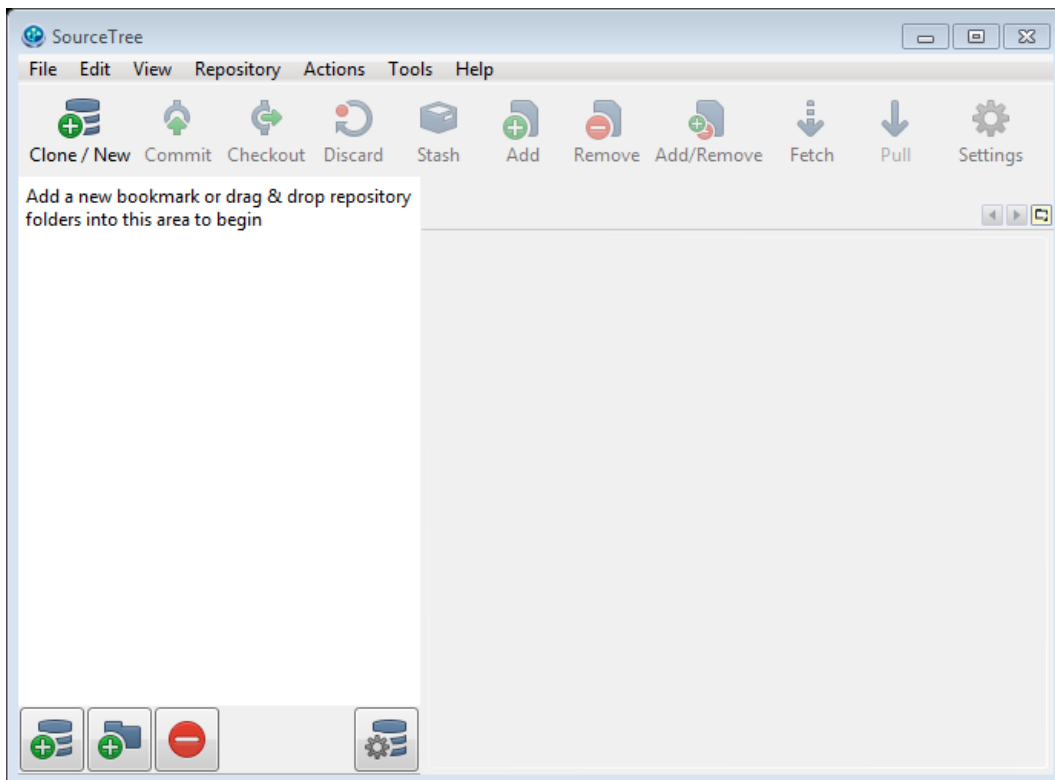 SourceTree
File Edit View Repository Actions Tools Help
Clone / New Commit Checkout Discard Stash Add Remove Add/Remove Fetch Pull Settings
Add a new bookmark or drag & drop repository
folders into this area to begin